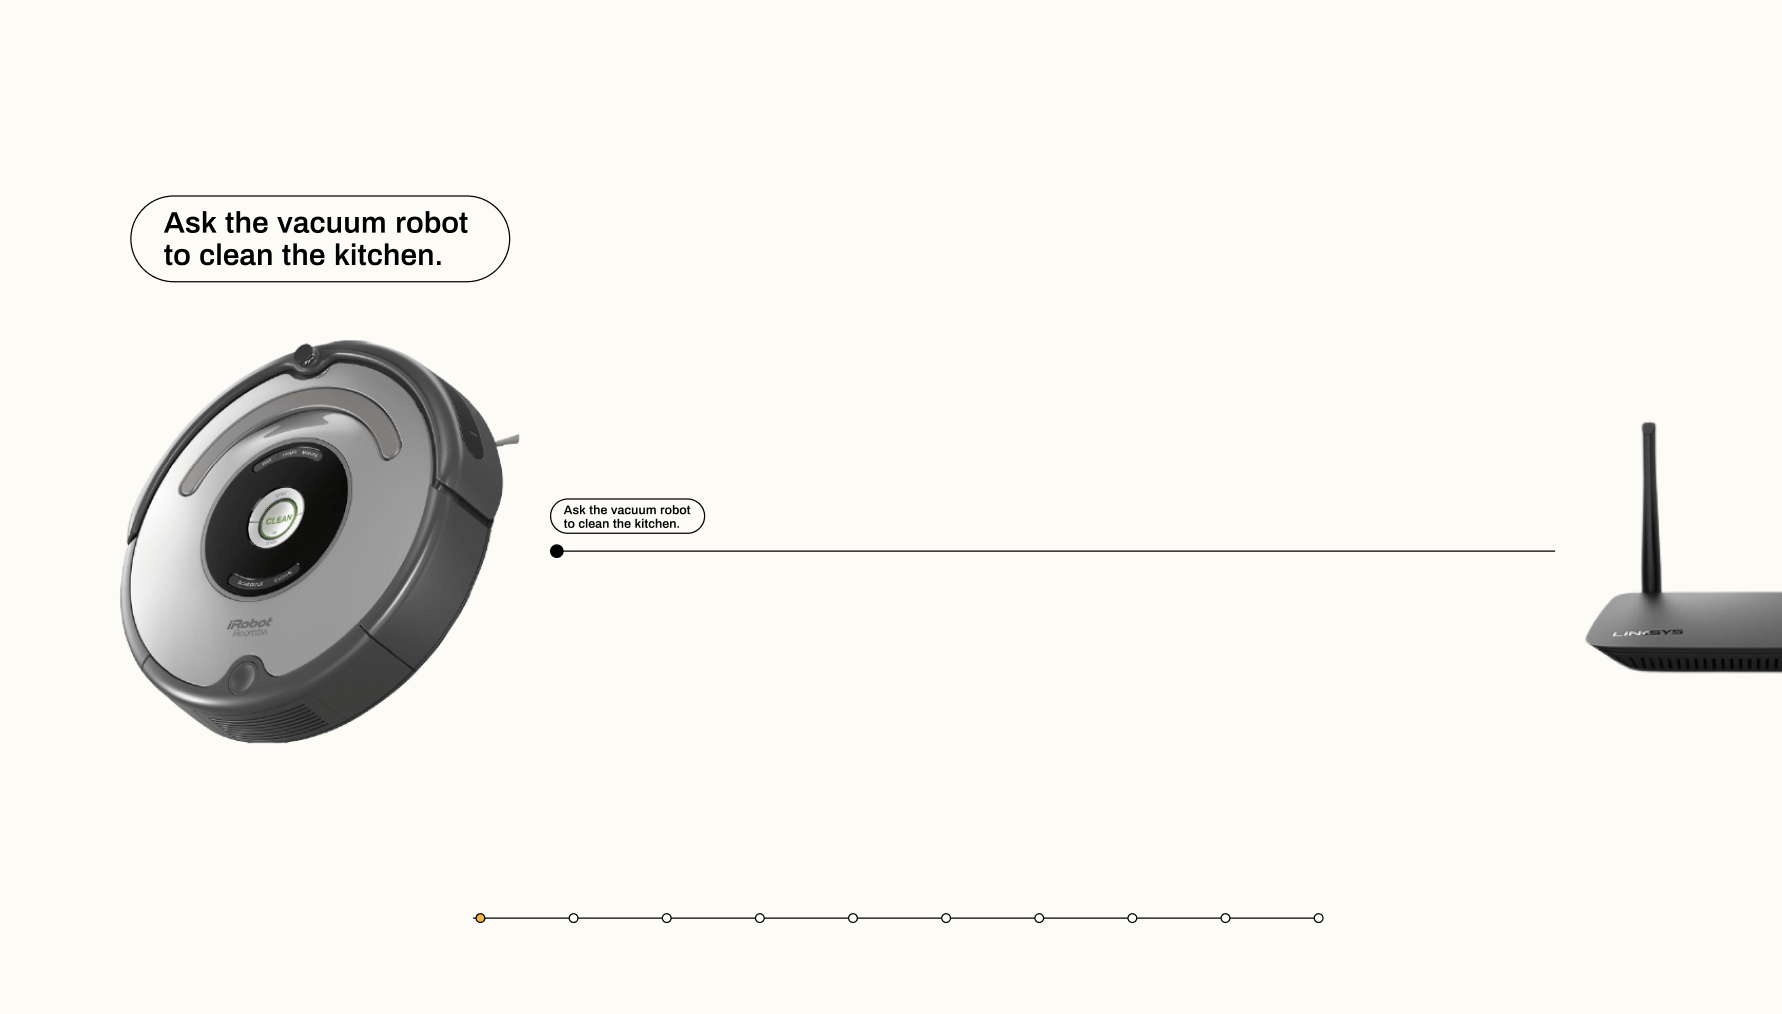 Ask the vacuum robot
to clean the kitchen.
CLEAN
iRobot
Roomba
Ask the vacuum robot
to clean the kitchen.
LINKSYS